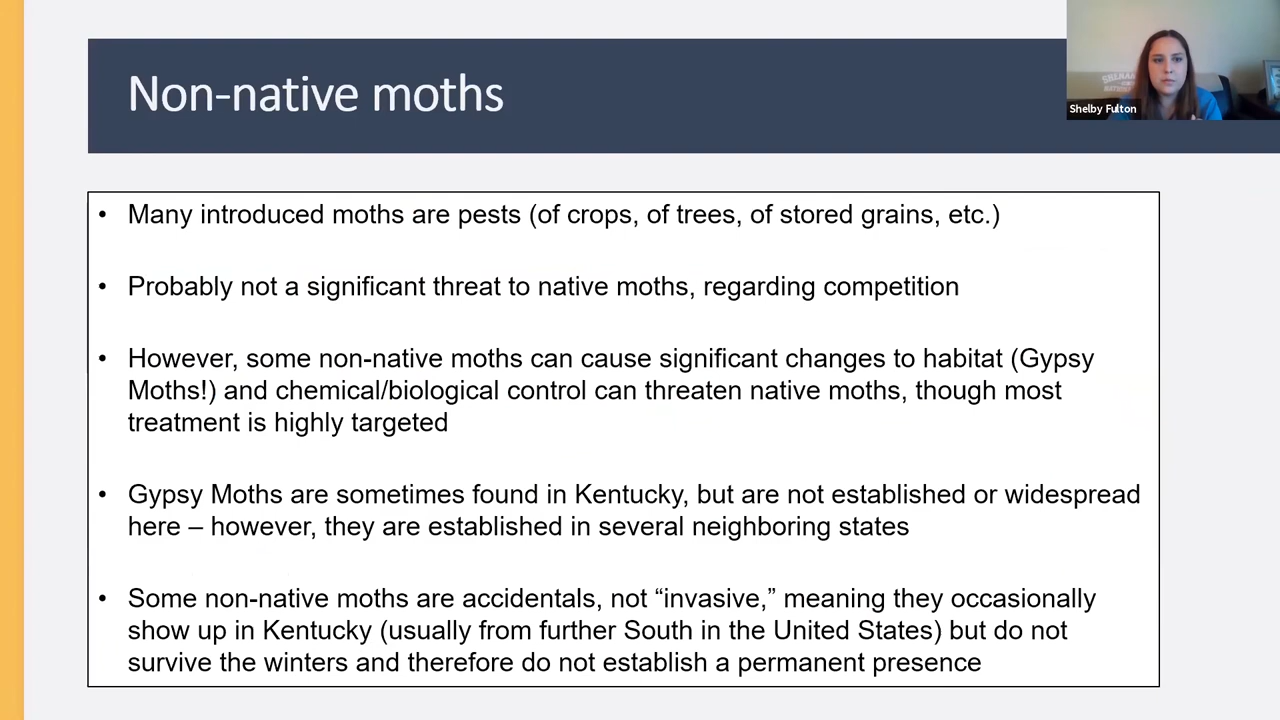 Non-native moths
Shelby Fulton
• Many introduced moths are pests (of crops, of trees, of stored grains, etc.)
• Probably not a significant threat to native moths, regarding competition
• However, some non-native moths can cause significant changes to habitat (Gypsy
Moths!) and chemical/biological control can threaten native moths, though most
treatment is highly targeted
• Gypsy Moths are sometimes found in Kentucky, but are not established or widespread
here – however, they are established in several neighboring states
• Some non-native moths are accidentals, not “invasive,” meaning they occasionally
show up in Kentucky (usually from further South in the United States) but do not
survive the winters and therefore do not establish a permanent presence